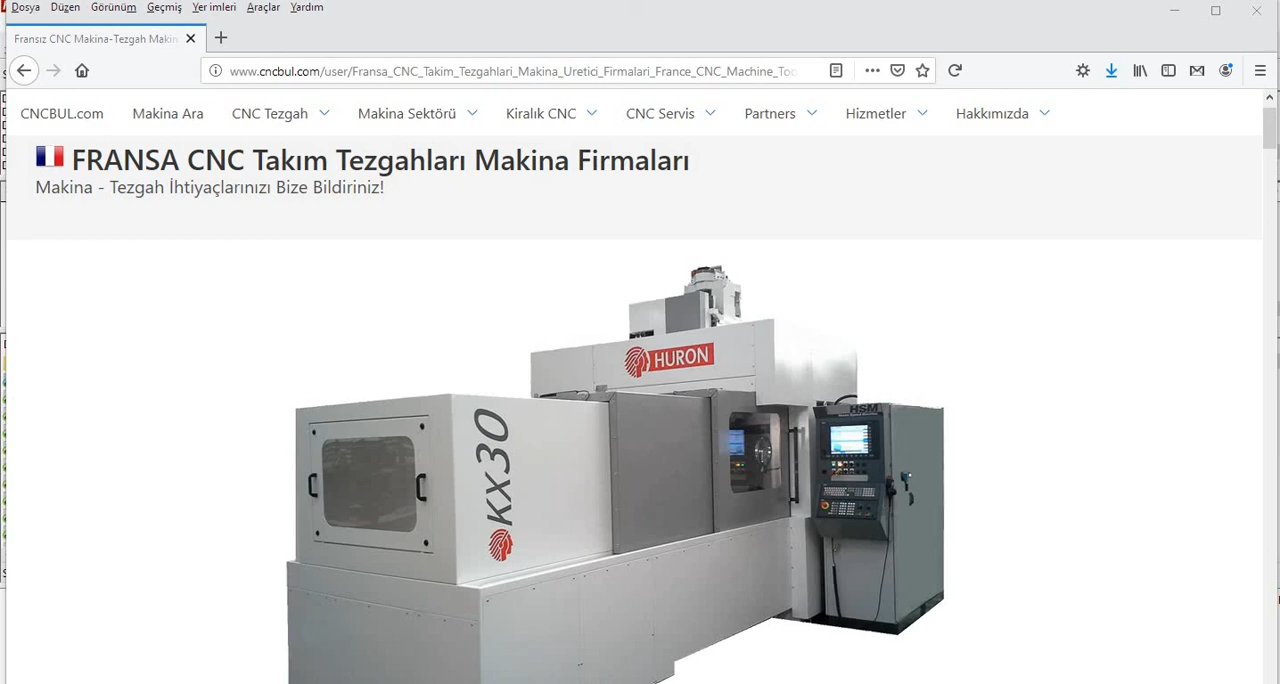 Dosya Düzen Görünüm Geçmiş Yer imleri Araçlar Yardım
Fransız CNC Makina-Tezgah Makin
www.cncbul.com/user/Fransa_CNC_Takim_Tezgahlari_Makina_Uretici_Firmalari_France_CNC_Machine_Too
CNCBUL.com Makina Ara CNC Tezgah Makina Sektörü Kiralık CNC CNC Servis Partners Hizmetler Hakkımızda
FRANSA CNC Takım Tezgahları Makina Firmaları
Makina - Tezgah İhtiyaçlarınızı Bize Bildiriniz!
HURON
HSM
KX30